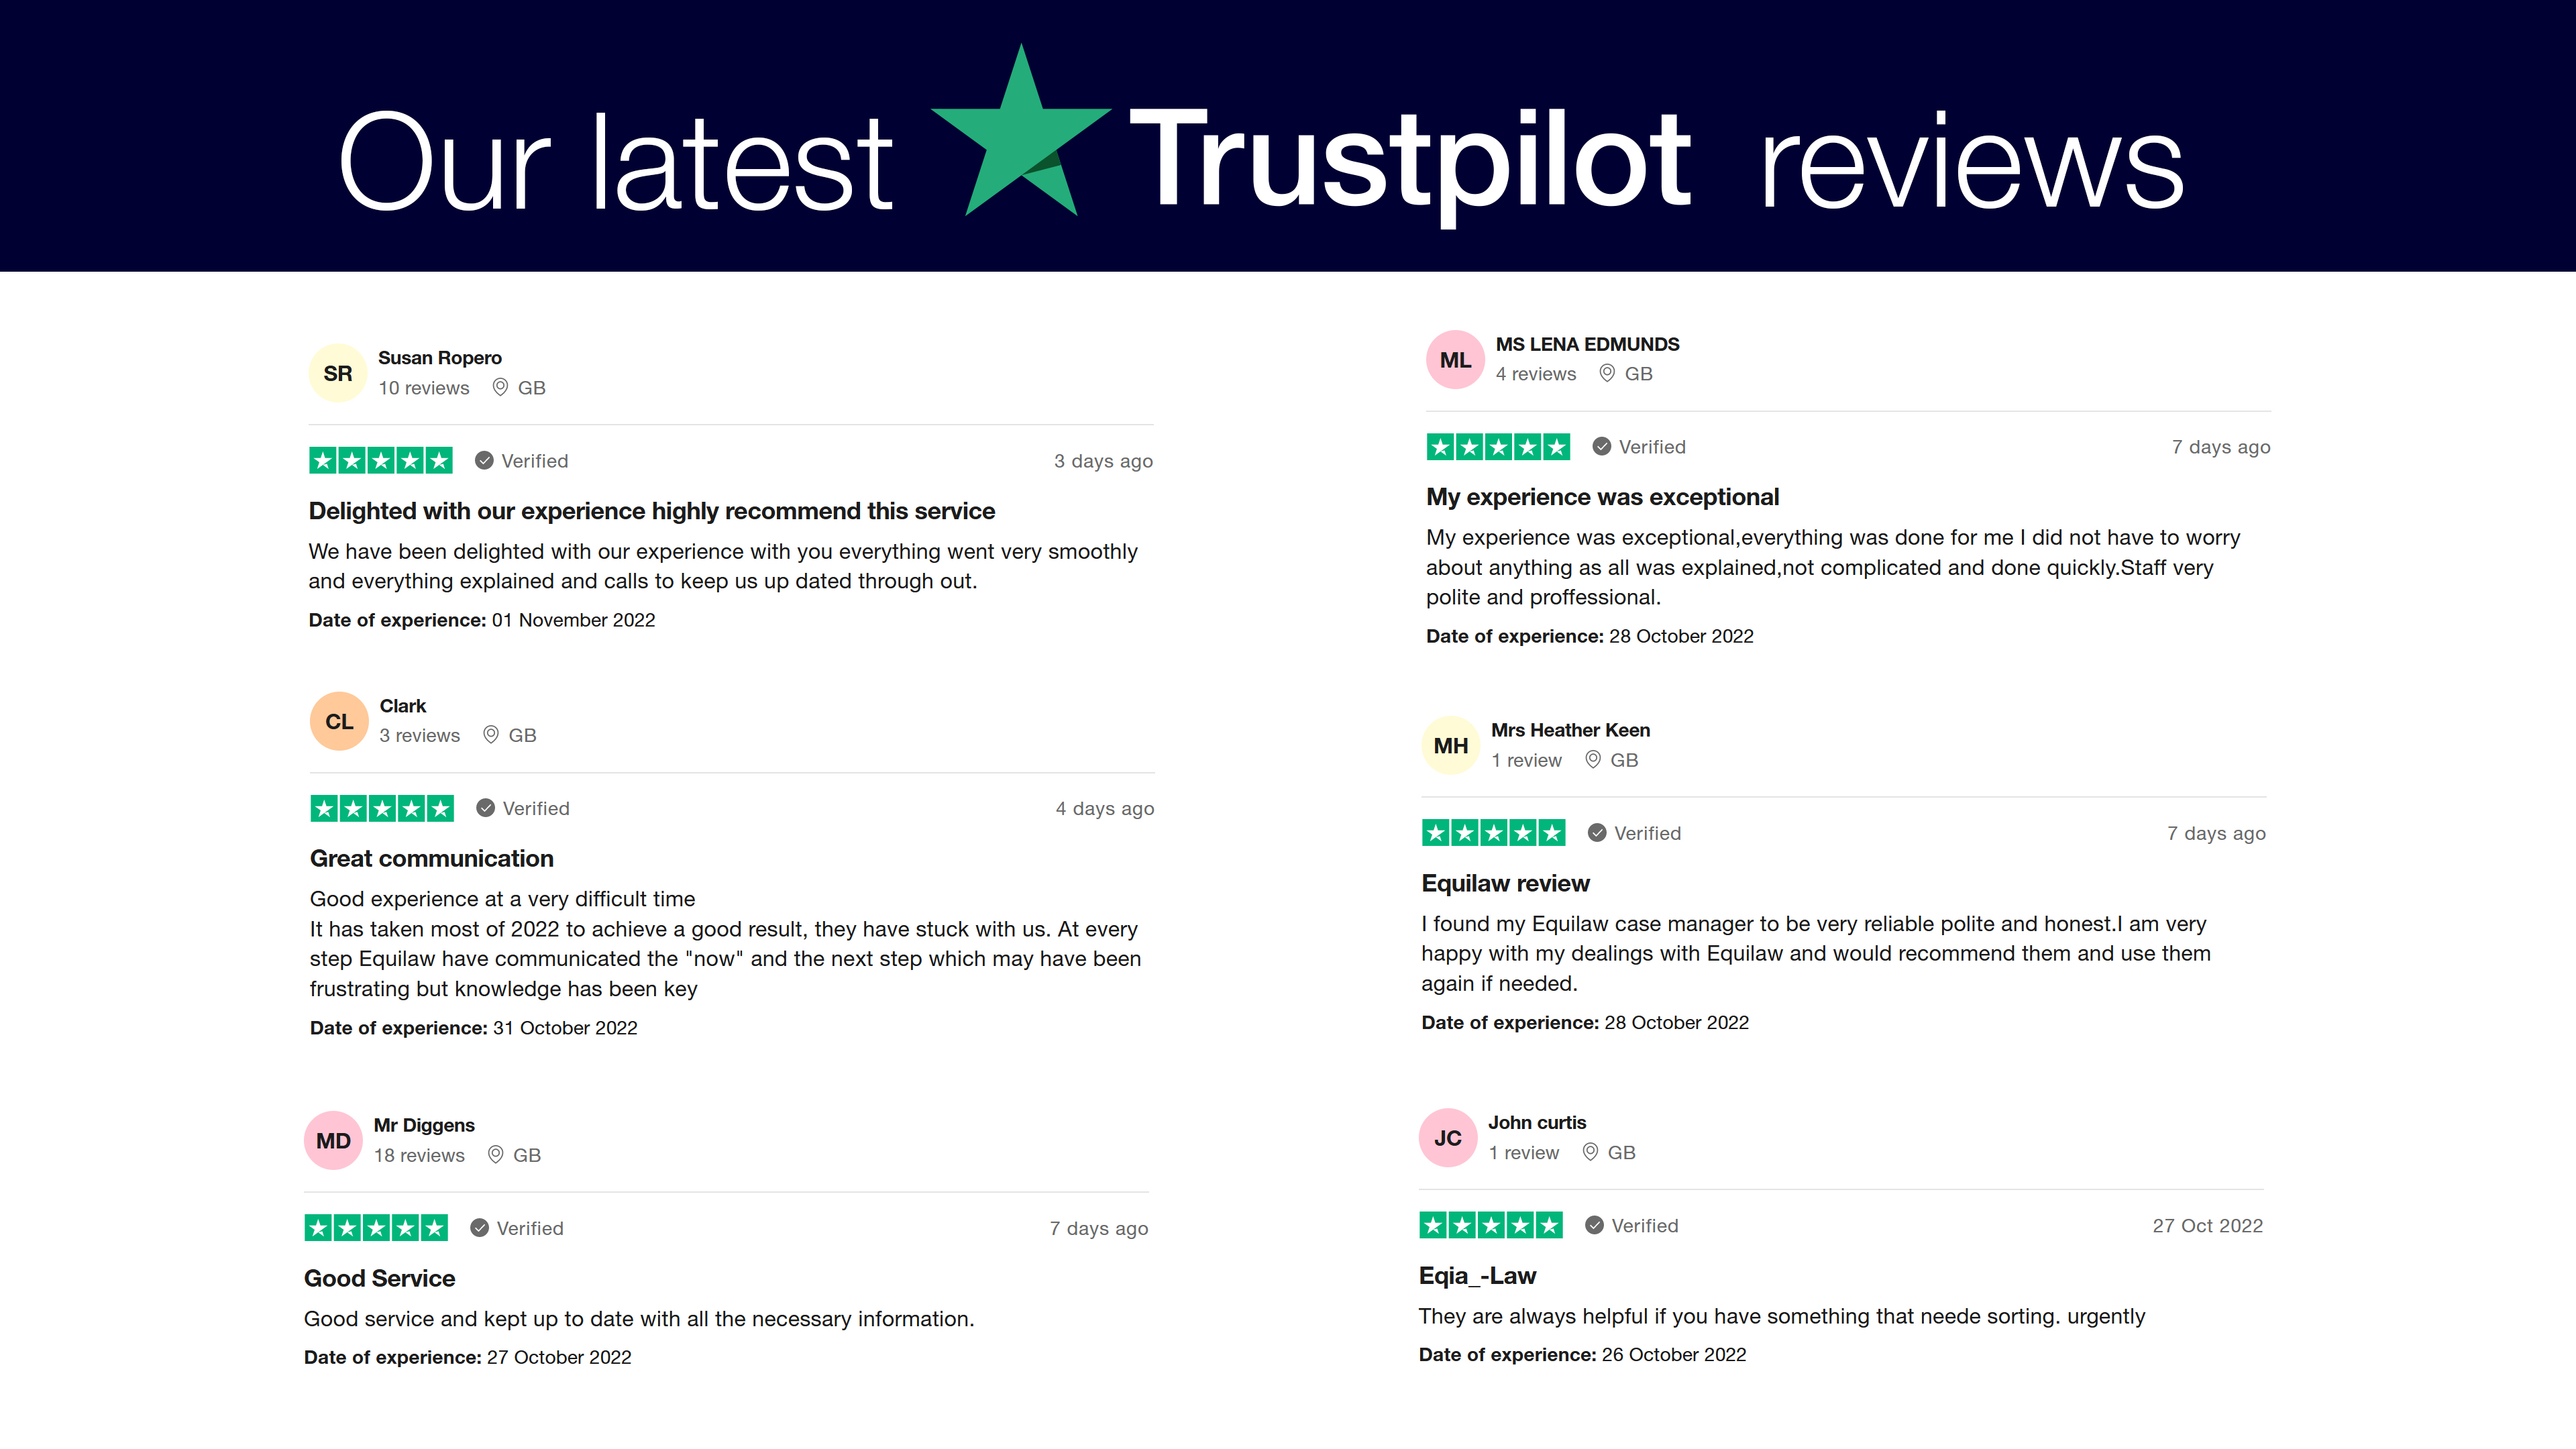 Our latest Trustpilot reviews
SR
Susan Ropero
10 reviews GB
Verified
3 days ago
Delighted with our experience highly recommend this service
We have been delighted with our experience with you everything went very smoothly
and everything explained and calls to keep us up dated through out.
Date of experience: 01 November 2022
CL
Clark
3 reviews GB
Verified
4 days ago
Great communication
Good experience at a very difficult time
It has taken most of 2022 to achieve a good result, they have stuck with us. At every
step Equilaw have communicated the "now" and the next step which may have been
frustrating but knowledge has been key
Date of experience: 31 October 2022
MD
Mr Diggens
18 reviews GB
Verified
7 days ago
Good Service
Good service and kept up to date with all the necessary information.
Date of experience: 27 October 2022
ML
MS LENA EDMUNDS
4 reviews GB
Verified
7 days ago
My experience was exceptional
My experience was exceptional,everything was done for me I did not have to worry
about anything as all was explained,not complicated and done quickly.Staff very
polite and proffessional.
Date of experience: 28 October 2022
MH
Mrs Heather Keen
1 review GB
Verified
7 days ago
Equilaw review
I found my Equilaw case manager to be very reliable polite and honest.I am very
happy with my dealings with Equilaw and would recommend them and use them
again if needed.
Date of experience: 28 October 2022
JC
John curtis
1 review GB
Verified
27 Oct 2022
Eqia_-Law
They are always helpful if you have something that neede sorting. urgently
Date of experience: 26 October 2022